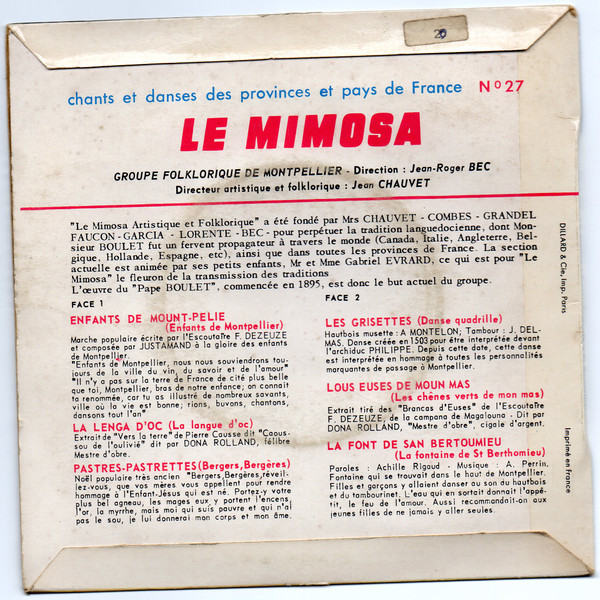 20
chants et danses des provinces et pays de France N° 27
LE MIMOSA
GROUPE FOLKLORIQUE DE MONTPELLIER - Direction : Jean-Roger BEC
Directeur artistique et folklorique : Jean CHAUVET
"Le Mimosa Artistique et Folklorique" a été fondé par Mrs CHAUVET - COMBES - GRANDEL
FAUCON - GARCIA - LORENTE - BEC - pour perpétuer la tradition languedocienne, dont Mon-
sieur BOULET fut un fervent propagateur à travers le monde (Canada, Italie, Angleterre, Bel-
gique, Hollande, Espagne, etc), ainsi que dans toutes les provinces de France. La section
actuelle est animée par ses petits enfants, Mr et Mme Gabriel EVRARD, ce qui est pour "Le
Mimosa" le fleuron de la transmission des traditions
L'œuvre du "Pape BOULET", commencée en 1895, est donc le but actuel du groupe.
FACE 1
ENFANTS DE MOUNT-PELIE
(Enfants de Montpellier)
Marche populaire écrite par l'Escoutaïre F. DEZEUZE
et composée par JUSTAMAND à la gloire des enfants
de Montpellier.
"Enfants de Montpellier, nous nous souviendrons tou-
jours de la ville du vin, du savoir et de l'amour"
"Il n'y a pas sur la terre de France de cité plus belle
que toi, Montpellier, bras de notre enfance; on connait
ta renommée, car tu as illustré de nombreux savants,
ville où la vie est bonne; rions, buvons, chantons,
dansons tout l'an"
LA LENGA D'OC (La langue d'oc)
Extrait de "Vers la terre" de Pierre Causse dit "Caous-
sou de l'oulivié" dit par DONA ROLLAND, félibre
Mestre d'obre.
PASTRES-PASTRETTES (Bergers, Bergères)
Noël populaire très ancien "Bergers, Bergères, réveil-
lez-vous, que vos mères vous appellent pour rendre
hommage à l'Enfant-Jésus qui est né. Portez-y votre
plus bel agneau, les mages eux y portent l'encens,
l'or, la myrrhe, mais moi qui suis pauvre et qui n'ai
pas le sou, je lui donnerai mon corps et mon âme.
FACE 2
LES GRISETTES (Danse quadrille)
Hautbois musette : A MONTELON; Tambour : J. DEL-
MAS. Danse créée en 1503 pour être interprétée devant
l'archiduc PHILIPPE. Depuis cette date, cette danse
est interprétée en hommage à toutes les personnalités
marquantes de passage à Montpellier.
LOUS EUSES DE MOUN MAS
(Les chênes verts de mon mas)
Extrait tiré des "Brancas d'Euses" de l'Escoutaïre
F. DEZEUZE, de la campana de Magalouna - Dit par
DONA ROLLAND, "Mestre d'obre", cigale d'argent.
LA FONT DE SAN BERTOUMIEU
(La fontaine de St Berthomieu)
Paroles : Achille Rigaud - Musique : A. Perrin.
Fontaine qui se trouvait dans le haut de Montpellier.
Filles et garçons y allaient danser au son du hautbois
et du tambourinet. L'eau qui en sortait donnait l'appé-
tit, le feu de l'amour. Aussi recommandait-on aux
jeunes filles de n'jamais y aller seules.
DILLARD & Cie, Imp. Paris
Imprimé en France